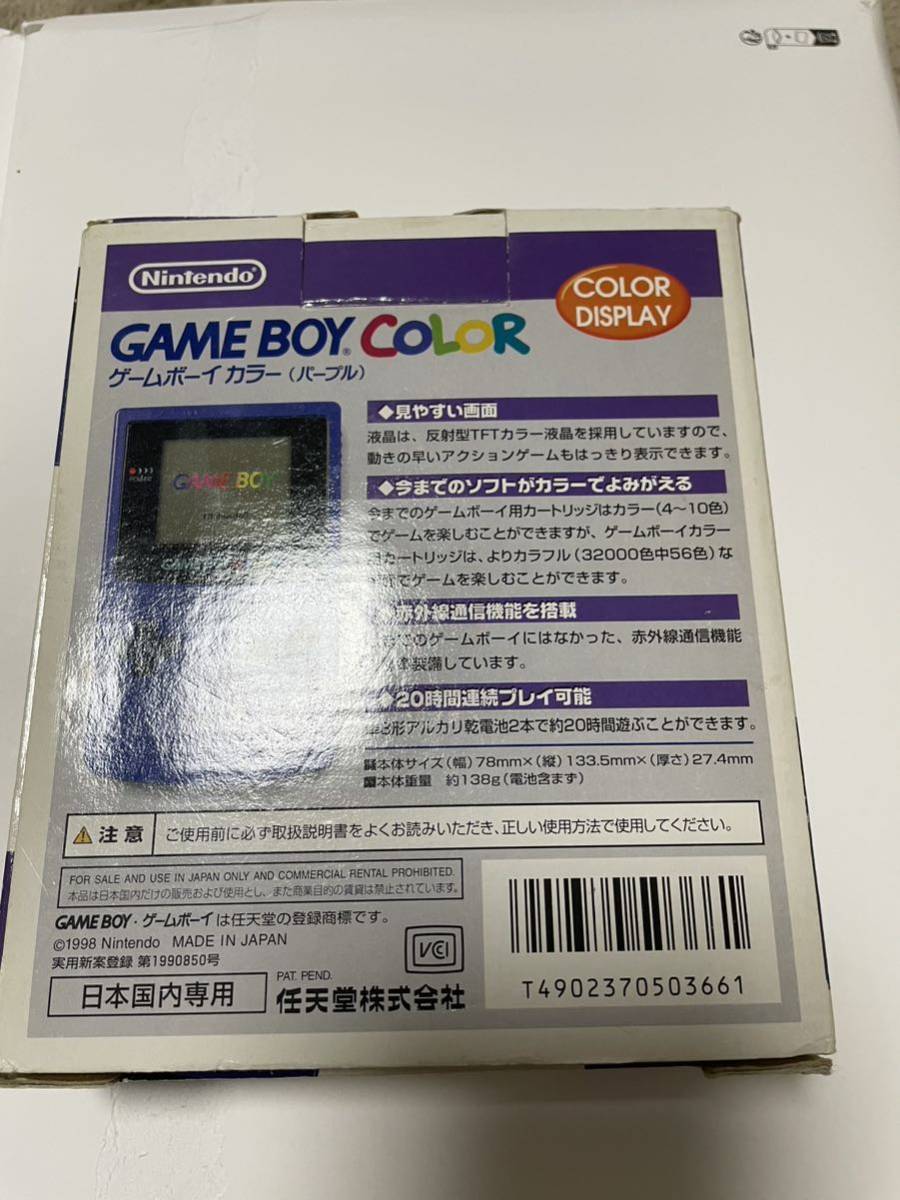 Nintendo
COLOR
DISPLAY
GAME BOY COLOR
ゲームボーイ カラー（パープル）
GAME BOY
◆見やすい画面
液晶は、反射型TFTカラー液晶を採用していますので、
動きの早いアクションゲームもはっきり表示できます。
◆今までのソフトがカラーでよみがえる
今までのゲームボーイ用カートリッジはカラー（4〜10色）
でゲームを楽しむことができますが、ゲームボーイカラー
用カートリッジは、よりカラフル（32000色中56色）な
でゲームを楽しむことができます。
◆赤外線通信機能を搭載
のゲームボーイにはなかった、赤外線通信機能
装備しています。
◆20時間連続プレイ可能
単3形アルカリ乾電池2本で約20時間遊ぶことができます。
■本体サイズ（幅）78mm×（縦）133.5mm×（厚さ）27.4mm
■本体重量 約138g（電池含まず）
注意 ご使用前に必ず取扱説明書をよくお読みいただき、正しい使用方法で使用してください。
FOR SALE AND USE IN JAPAN ONLY AND COMMERCIAL RENTAL PROHIBITED.
本品は日本国内だけの販売および使用とし、また商業目的の賃貸は禁止されています。
GAME BOY・ゲームボーイは任天堂の登録商標です。
©1998 Nintendo MADE IN JAPAN
実用新案登録 第1990850号
VCI
PAT. PEND.
日本国内専用
任天堂株式会社
T4902370503661